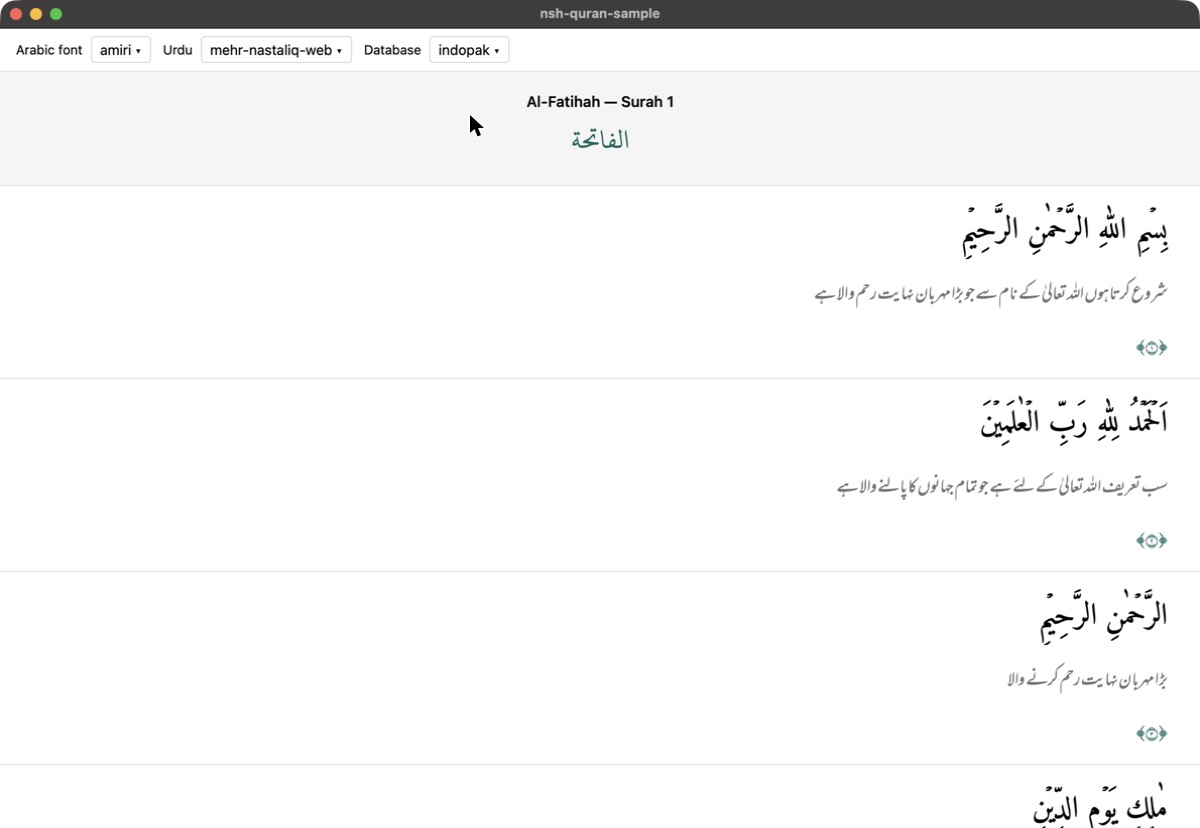 nsh-quran-sample
Arabic font amiri Urdu mehr-nastaliq-web Database indopak
Al-Fatihah — Surah 1
الفاتحة
بِسْمِ اللّٰهِ الرَّحْمٰنِ الرَّحِيْمِ
شروع کرتا ہوں اللہ تعالیٰ کے نام سے جو بڑا مہربان نہایت رحم والا ہے
﴿۱﴾
اَلْحَمْدُ لِلّٰهِ رَبِّ الْعٰلَمِيْنَ
سب تعریف اللہ تعالیٰ کے لئے ہے جو تمام جہانوں کا پالنے والا ہے
﴿۲﴾
الرَّحْمٰنِ الرَّحِيْمِ
بڑا مہربان نہایت رحم کرنے والا
﴿۳﴾
مٰلِكِ يَوْمِ الدِّيْنِ